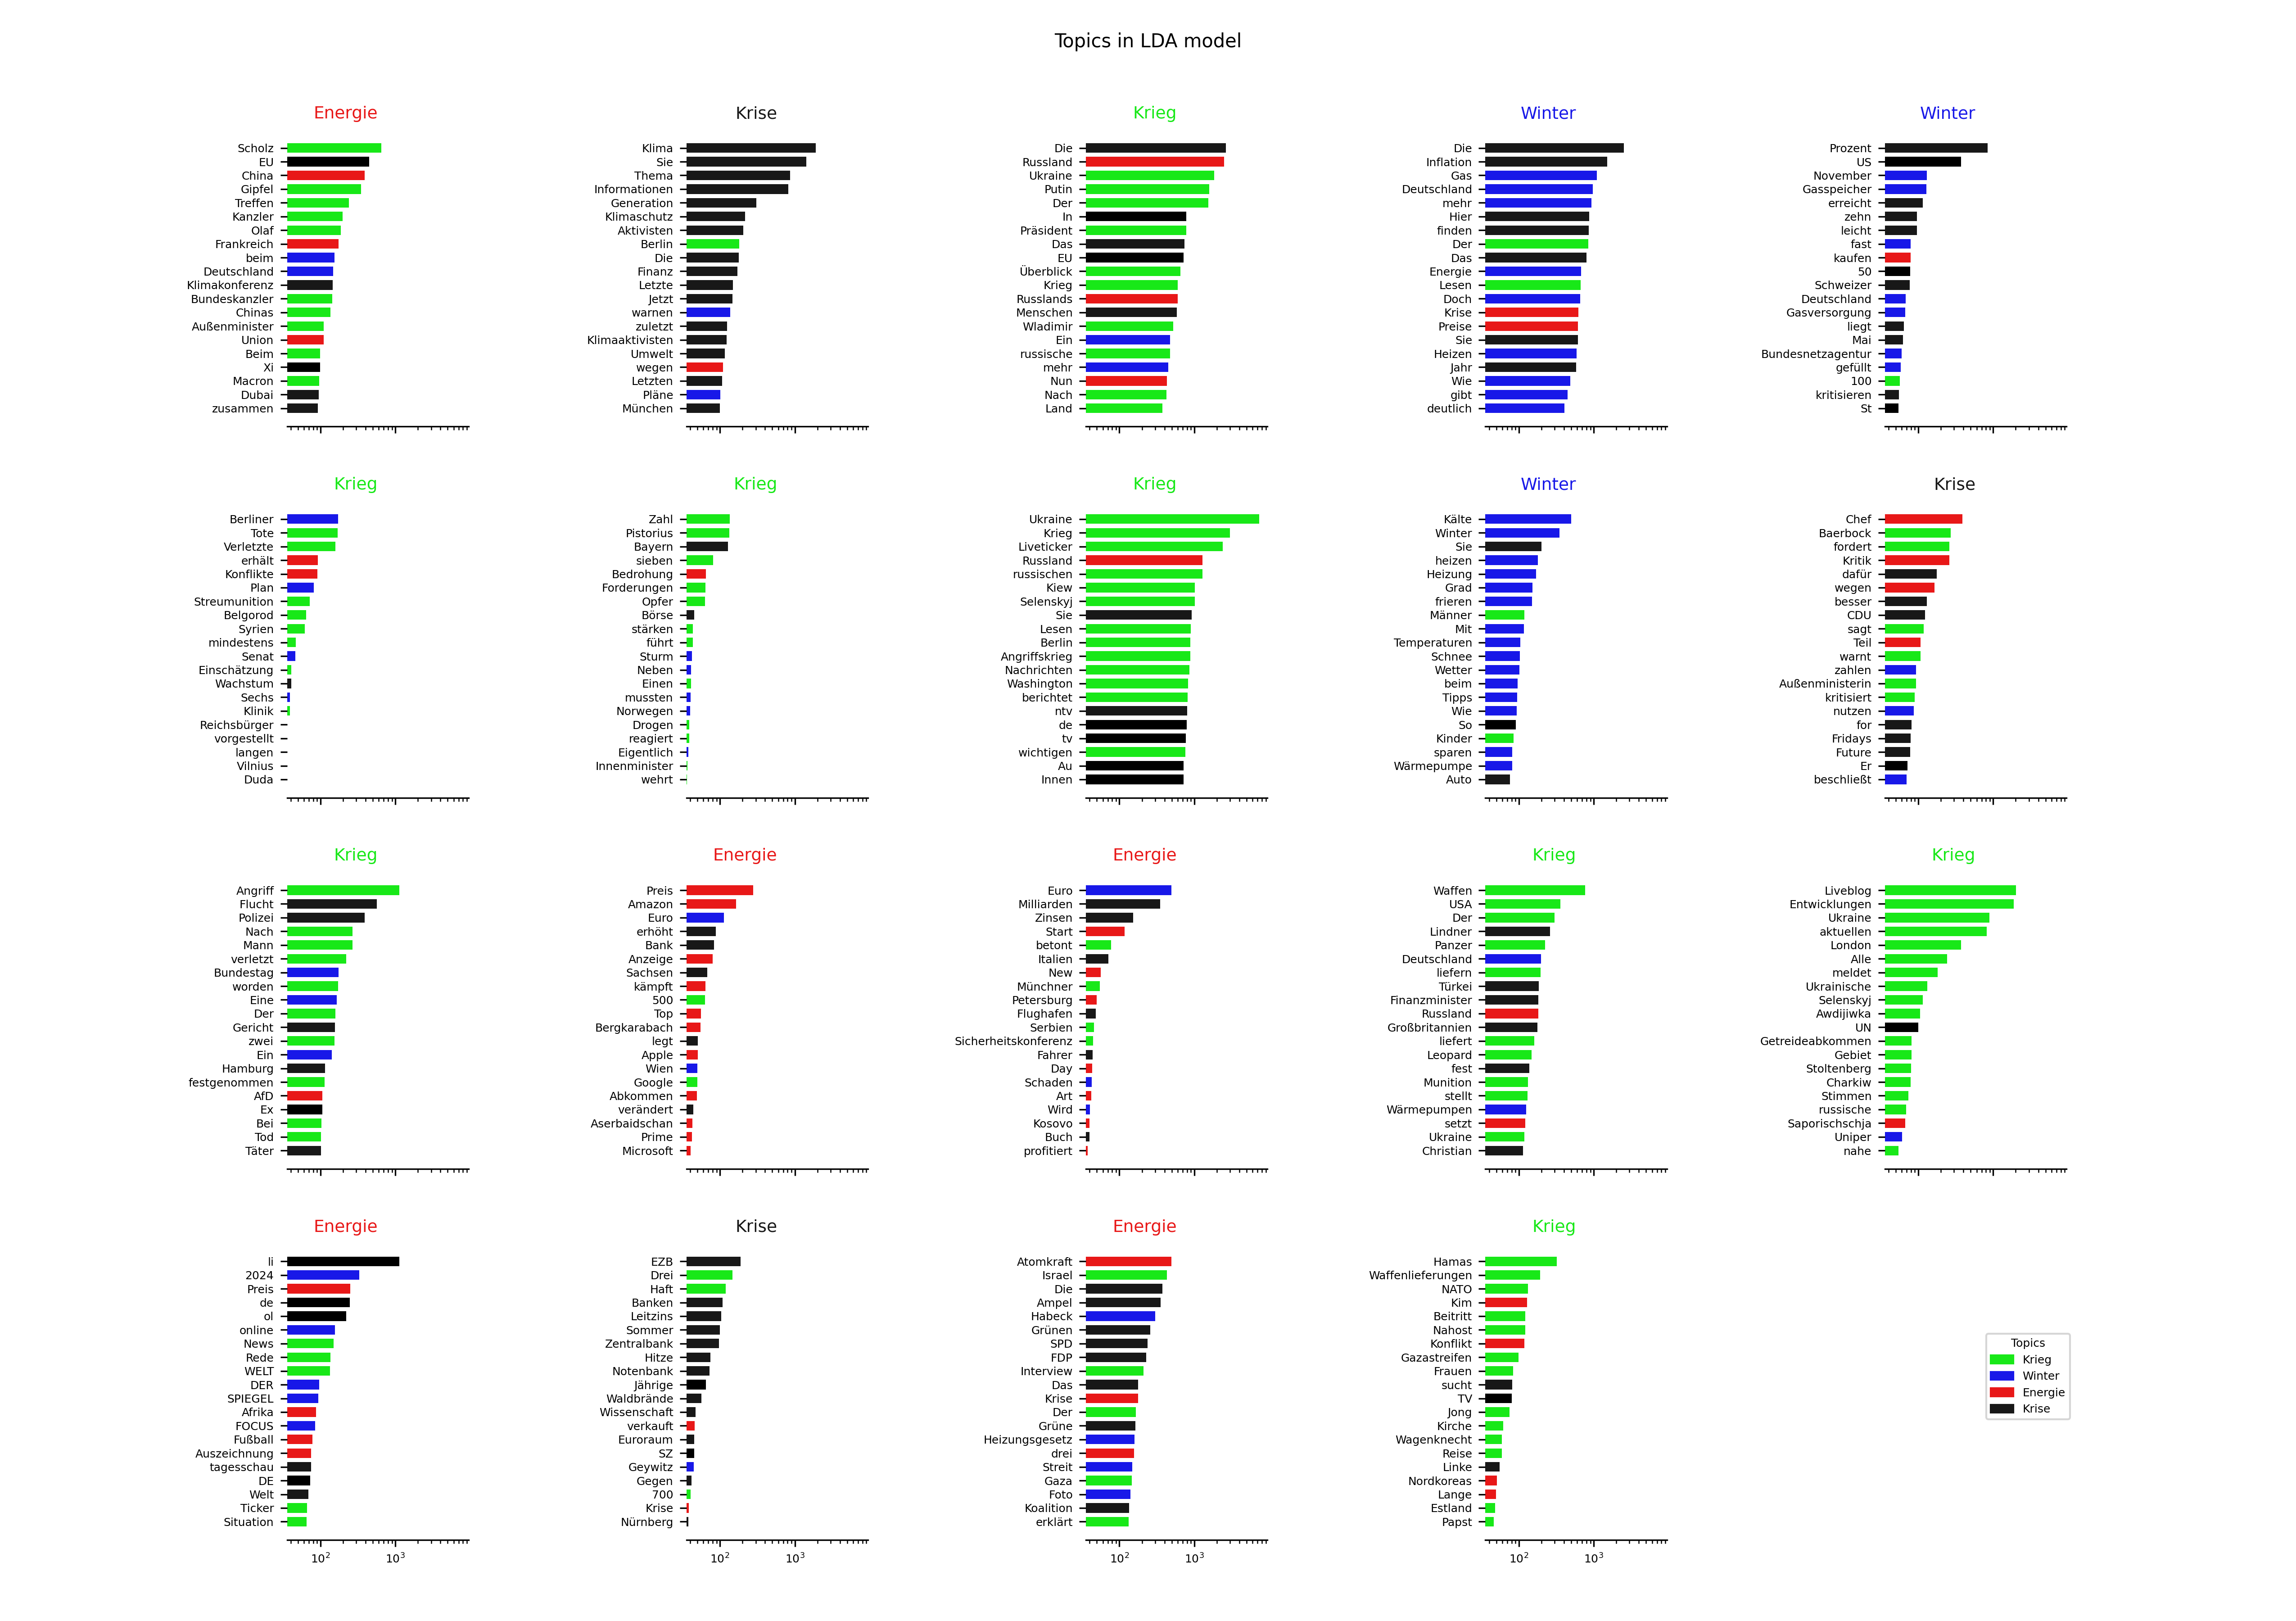 Topics in LDA model
Energie
Scholz
EU
China
Gipfel
Treffen
Kanzler
Olaf
Frankreich
beim
Deutschland
Klimakonferenz
Bundeskanzler
Chinas
Außenminister
Union
Beim
Xi
Macron
Dubai
zusammen
Krise
Klima
Sie
Thema
Informationen
Generation
Klimaschutz
Aktivisten
Berlin
Die
Finanz
Letzte
Jetzt
warnen
zuletzt
Klimaaktivisten
Umwelt
wegen
Letzten
Pläne
München
Krieg
Die
Russland
Ukraine
Putin
Der
In
Präsident
Das
EU
Überblick
Krieg
Russlands
Menschen
Wladimir
Ein
russische
mehr
Nun
Nach
Land
Winter
Die
Inflation
Gas
Deutschland
mehr
Hier
finden
Der
Das
Energie
Lesen
Doch
Krise
Preise
Sie
Heizen
Jahr
Wie
gibt
deutlich
Winter
Prozent
US
November
Gasspeicher
erreicht
zehn
leicht
fast
kaufen
50
Schweizer
Deutschland
Gasversorgung
liegt
Mai
Bundesnetzagentur
gefüllt
100
kritisieren
St
Krieg
Berliner
Tote
Verletzte
erhält
Konflikte
Plan
Streumunition
Belgorod
Syrien
mindestens
Senat
Einschätzung
Wachstum
Sechs
Klinik
Reichsbürger
vorgestellt
langen
Vilnius
Duda
Krieg
Zahl
Pistorius
Bayern
sieben
Bedrohung
Forderungen
Opfer
Börse
stärken
führt
Sturm
Neben
Einen
mussten
Norwegen
Drogen
reagiert
Eigentlich
Innenminister
wehrt
Krieg
Ukraine
Krieg
Liveticker
Russland
russischen
Kiew
Selenskyj
Sie
Lesen
Berlin
Angriffskrieg
Nachrichten
Washington
berichtet
ntv
de
tv
wichtigen
Au
Innen
Winter
Kälte
Winter
Sie
heizen
Heizung
Grad
frieren
Männer
Mit
Temperaturen
Schnee
Wetter
beim
Tipps
Wie
So
Kinder
sparen
Wärmepumpe
Auto
Krise
Chef
Baerbock
fordert
Kritik
dafür
wegen
besser
CDU
sagt
Teil
warnt
zahlen
Außenministerin
kritisiert
nutzen
for
Fridays
Future
Er
beschließt
Krieg
Angriff
Flucht
Polizei
Nach
Mann
verletzt
Bundestag
worden
Eine
Der
Gericht
zwei
Ein
Hamburg
festgenommen
AfD
Ex
Bei
Tod
Täter
Energie
Preis
Amazon
Euro
erhöht
Bank
Anzeige
Sachsen
kämpft
500
Top
Bergkarabach
legt
Apple
Wien
Google
Abkommen
verändert
Aserbaidschan
Prime
Microsoft
Energie
Euro
Milliarden
Zinsen
Start
betont
Italien
New
Münchner
Petersburg
Flughafen
Serbien
Sicherheitskonferenz
Fahrer
Day
Schaden
Art
Wird
Kosovo
Buch
profitiert
Krieg
Waffen
USA
Der
Lindner
Panzer
Deutschland
liefern
Türkei
Finanzminister
Russland
Großbritannien
liefert
Leopard
fest
Munition
stellt
Wärmepumpen
setzt
Ukraine
Christian
Krieg
Liveblog
Entwicklungen
Ukraine
aktuellen
London
Alle
meldet
Ukrainische
Selenskyj
Awdijiwka
UN
Getreideabkommen
Gebiet
Stoltenberg
Charkiw
Stimmen
russische
Saporischschja
Uniper
nahe
Energie
li
2024
Preis
de
ol
online
News
Rede
WELT
DER
SPIEGEL
Afrika
FOCUS
Fußball
Auszeichnung
tagesschau
DE
Welt
Ticker
Situation
10² 10³
Krise
EZB
Drei
Haft
Banken
Leitzins
Sommer
Zentralbank
Hitze
Notenbank
Jährige
Waldbrände
Wissenschaft
verkauft
Euroraum
SZ
Geywitz
Gegen
700
Krise
Nürnberg
10² 10³
Energie
Atomkraft
Israel
Die
Ampel
Habeck
Grünen
SPD
FDP
Interview
Das
Krise
Der
Grüne
Heizungsgesetz
drei
Streit
Gaza
Foto
Koalition
erklärt
10² 10³
Krieg
Hamas
Waffenlieferungen
NATO
Kim
Beitritt
Nahost
Konflikt
Gazastreifen
Frauen
sucht
TV
Jong
Kirche
Wagenknecht
Reise
Linke
Nordkoreas
Lange
Estland
Papst
10² 10³
Topics
Krieg
Winter
Energie
Krise